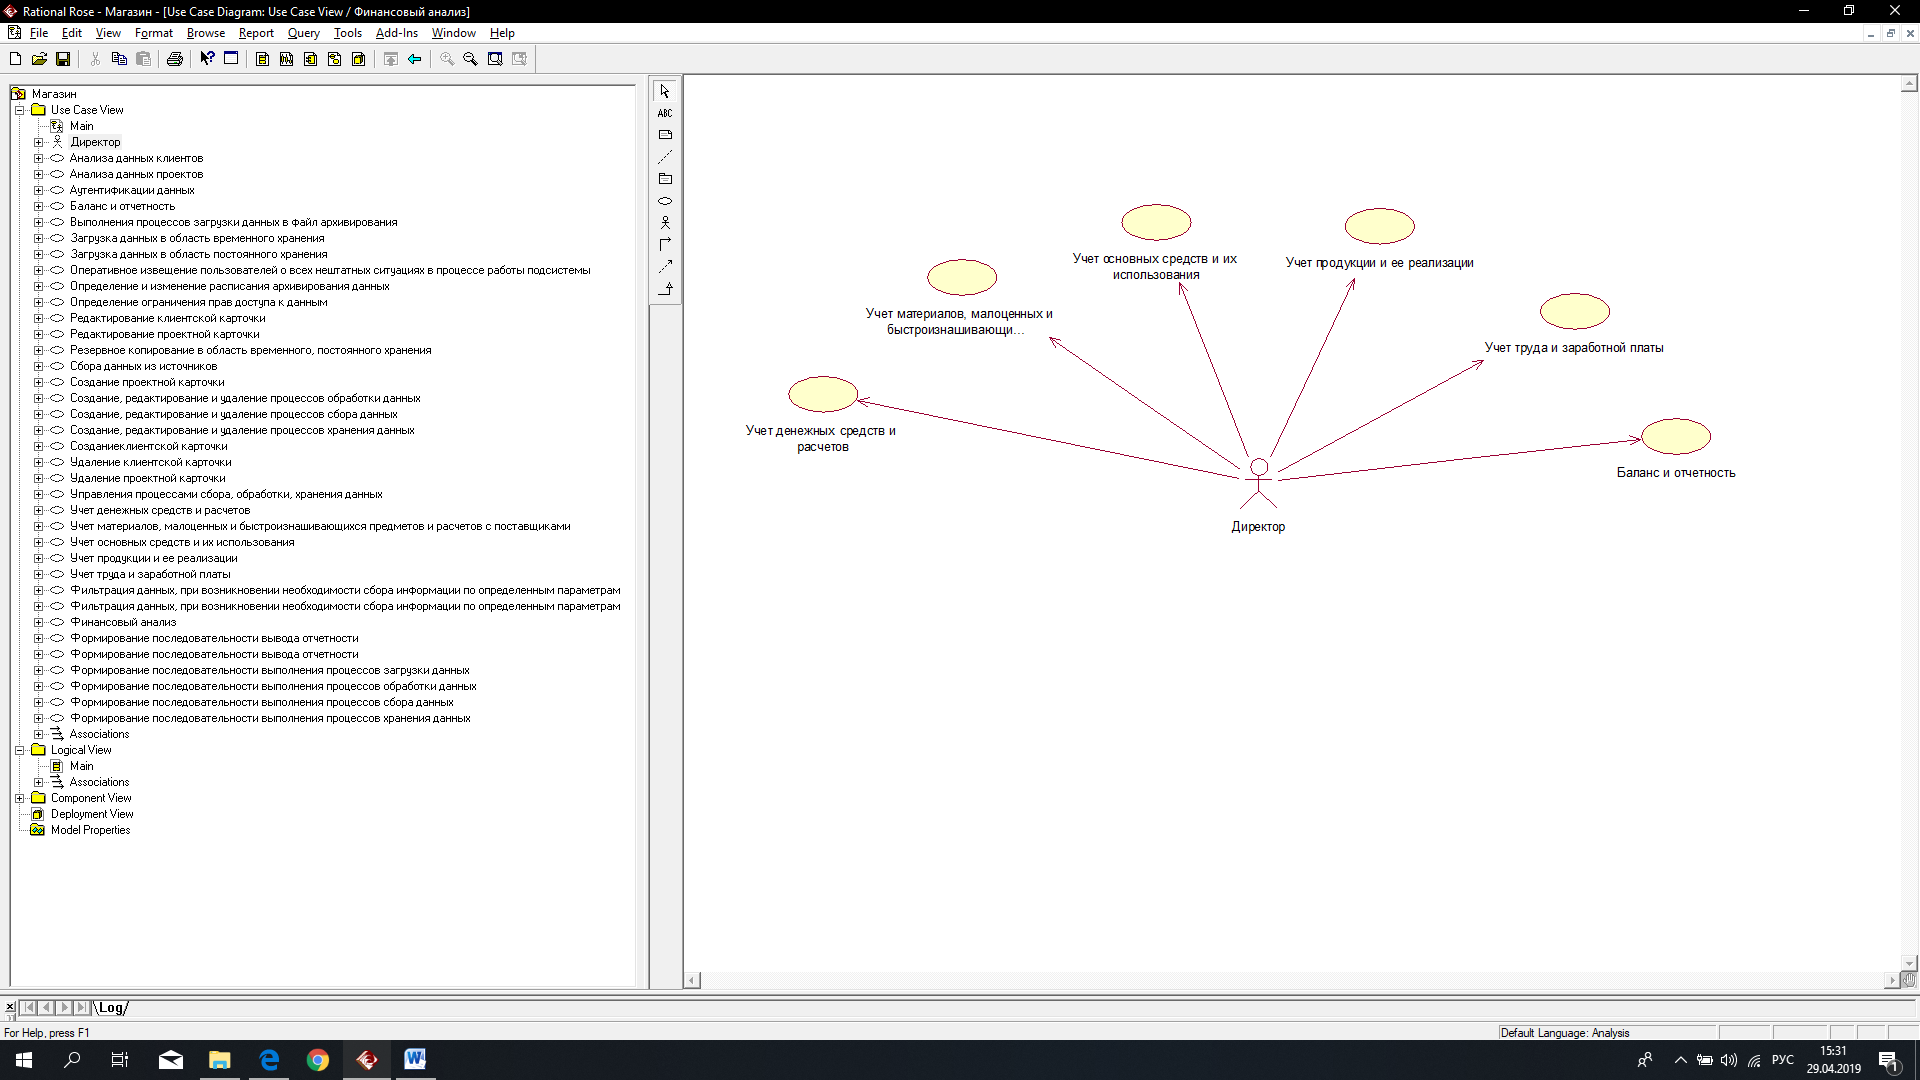 Rational Rose - Магазин - [Use Case Diagram: Use Case View / Финансовый анализ]
File Edit View Format Browse Report Query Tools Add-Ins Window Help
Магазин
Use Case View
Main
Директор
Анализа данных клиентов
Анализа данных проектов
Аутентификации данных
Баланс и отчетность
Выполнения процессов загрузки данных в файл архивирования
Загрузка данных в область временного хранения
Загрузка данных в область постоянного хранения
Оперативное извещение пользователей о всех нештатных ситуациях в процессе работы подсистемы
Определение и изменение расписания архивирования данных
Определение ограничения прав доступа к данным
Редактирование клиентской карточки
Редактирование проектной карточки
Резервное копирование в область временного, постоянного хранения
Сбора данных из источников
Создание проектной карточки
Создание, редактирование и удаление процессов обработки данных
Создание, редактирование и удаление процессов сбора данных
Создание, редактирование и удаление процессов хранения данных
Созданиеклиентской карточки
Удаление клиентской карточки
Удаление проектной карточки
Управления процессами сбора, обработки, хранения данных
Учет денежных средств и расчетов
Учет материалов, малоценных и быстроизнашивающихся предметов и расчетов с поставщиками
Учет основных средств и их использования
Учет продукции и ее реализации
Учет труда и заработной платы
Фильтрация данных, при возникновении необходимости сбора информации по определенным параметрам
Фильтрация данных, при возникновении необходимости сбора информации по определенным параметрам
Финансовый анализ
Формирование последовательности вывода отчетности
Формирование последовательности вывода отчетности
Формирование последовательности выполнения процессов загрузки данных
Формирование последовательности выполнения процессов обработки данных
Формирование последовательности выполнения процессов сбора данных
Формирование последовательности выполнения процессов хранения данных
Associations
Logical View
Main
Associations
Component View
Deployment View
Model Properties
ABC
Учет основных средств и их
использования
Учет продукции и ее реализации
Учет материалов, малоценных и
быстроизнашивающи...
Учет труда и заработной платы
Учет денежных средств и
расчетов
Баланс и отчетность
Директор
Log
For Help, press F1
Default Language: Analysis
РУС
15:31
29.04.2019
1